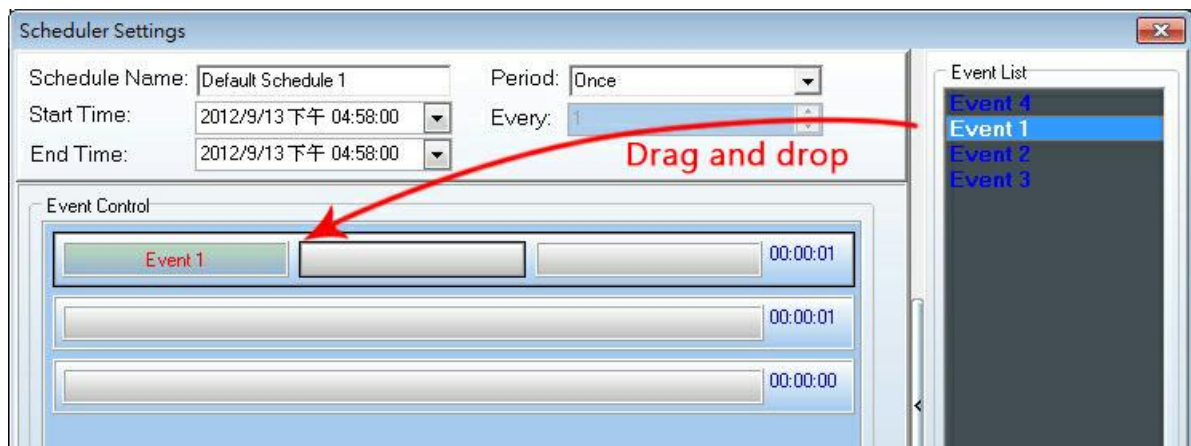 Scheduler Settings
Schedule Name: Default Schedule 1
Period: Once
Start Time: 2012/9/13 下午 04:58:00
Every: 1
End Time: 2012/9/13 下午 04:58:00
Drag and drop
Event List
Event 4
Event 1
Event 2
Event 3
Event Control
Event 1
00:00:01
00:00:01
00:00:00